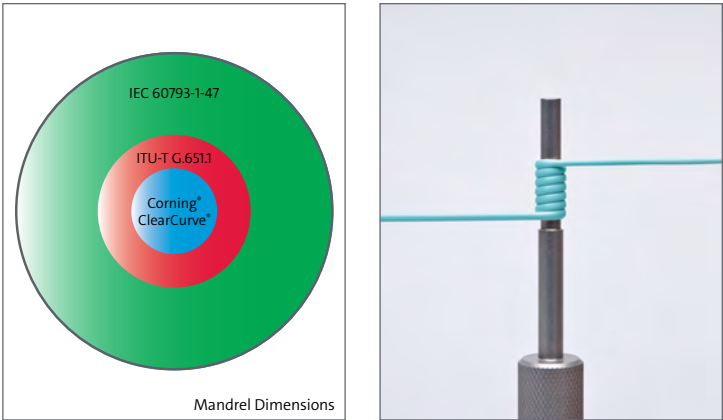 IEC 60793-1-47
ITU-T G.651.1
Corning®
ClearCurve®
Mandrel Dimensions